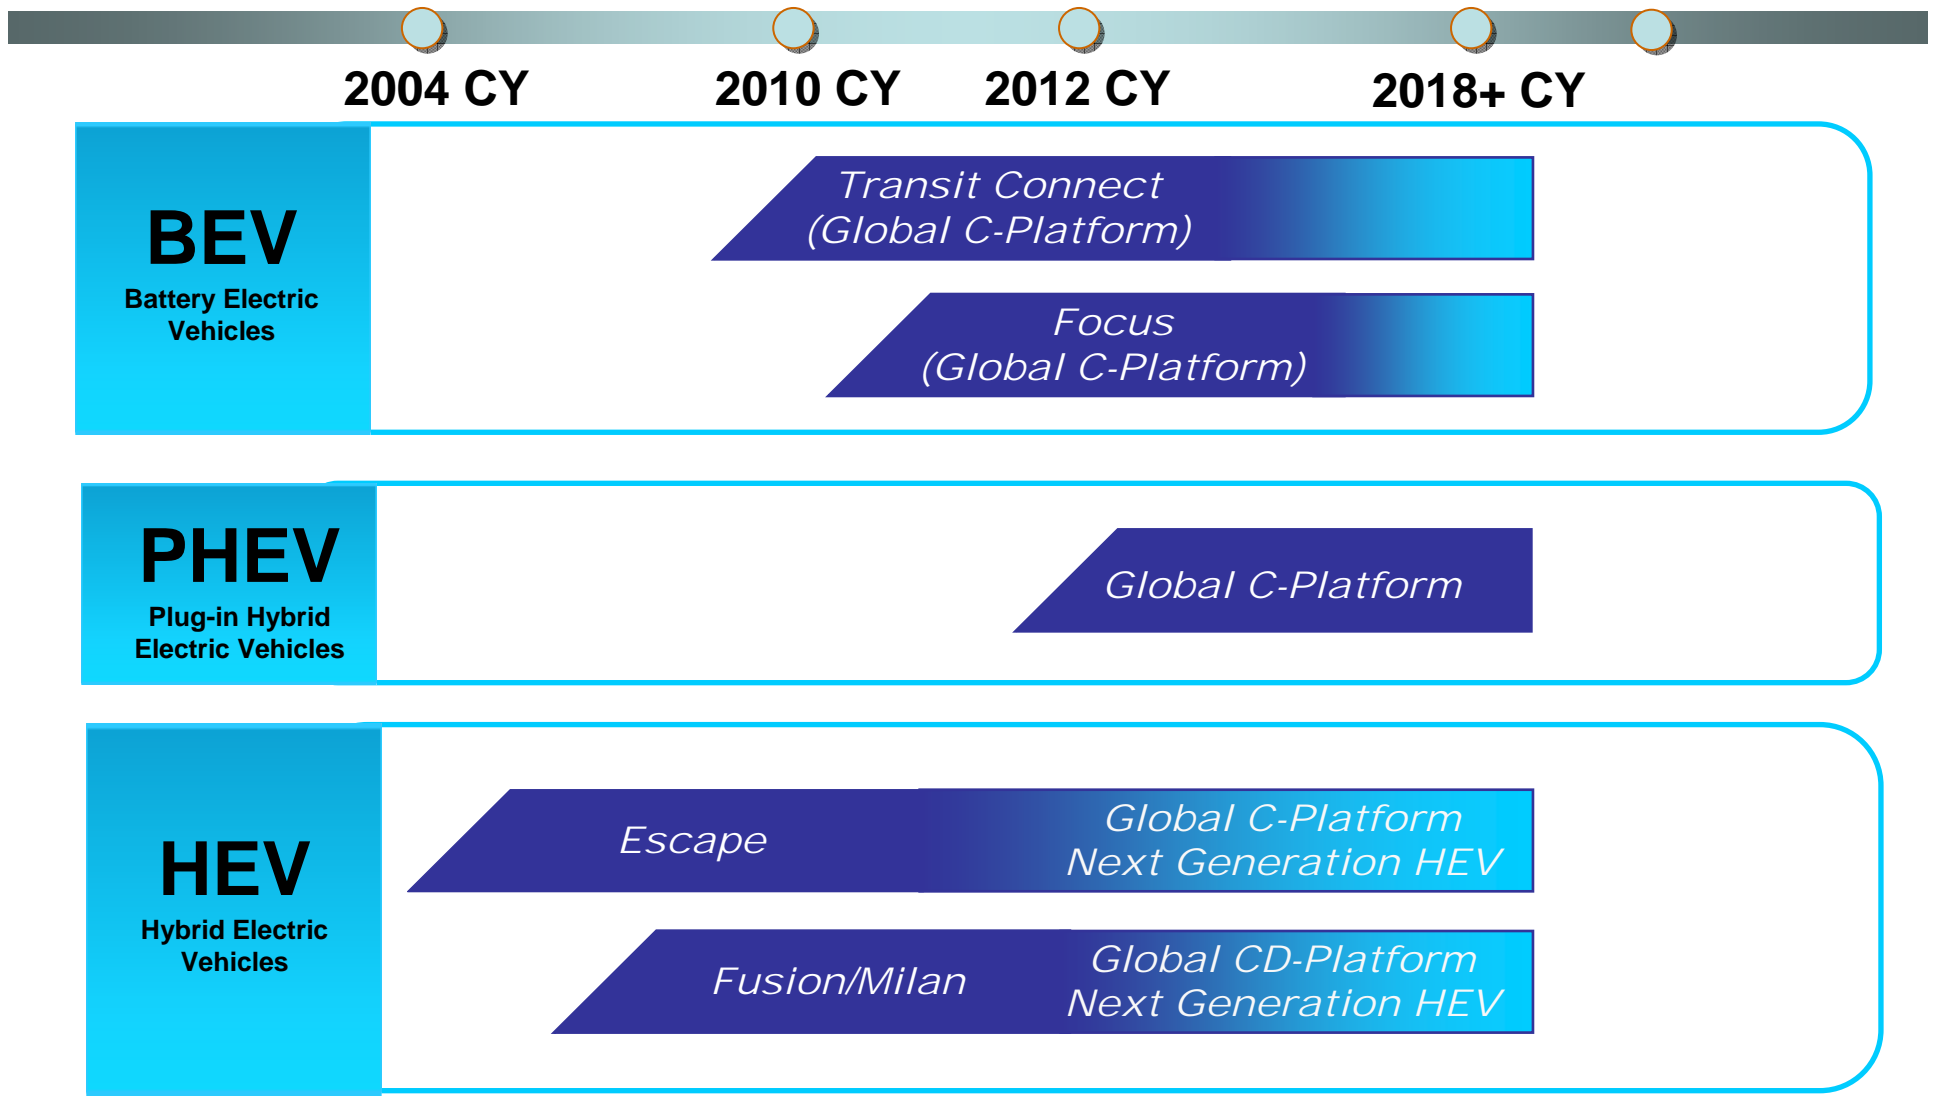 2004 CY
2010 CY
2012 CY
2018+ CY
BEV
Battery Electric
Vehicles
Transit Connect
(Global C-Platform)
Focus
(Global C-Platform)
PHEV
Plug-in Hybrid
Electric Vehicles
Global C-Platform
HEV
Hybrid Electric
Vehicles
Escape
Global C-Platform
Next Generation HEV
Fusion/Milan
Global CD-Platform
Next Generation HEV